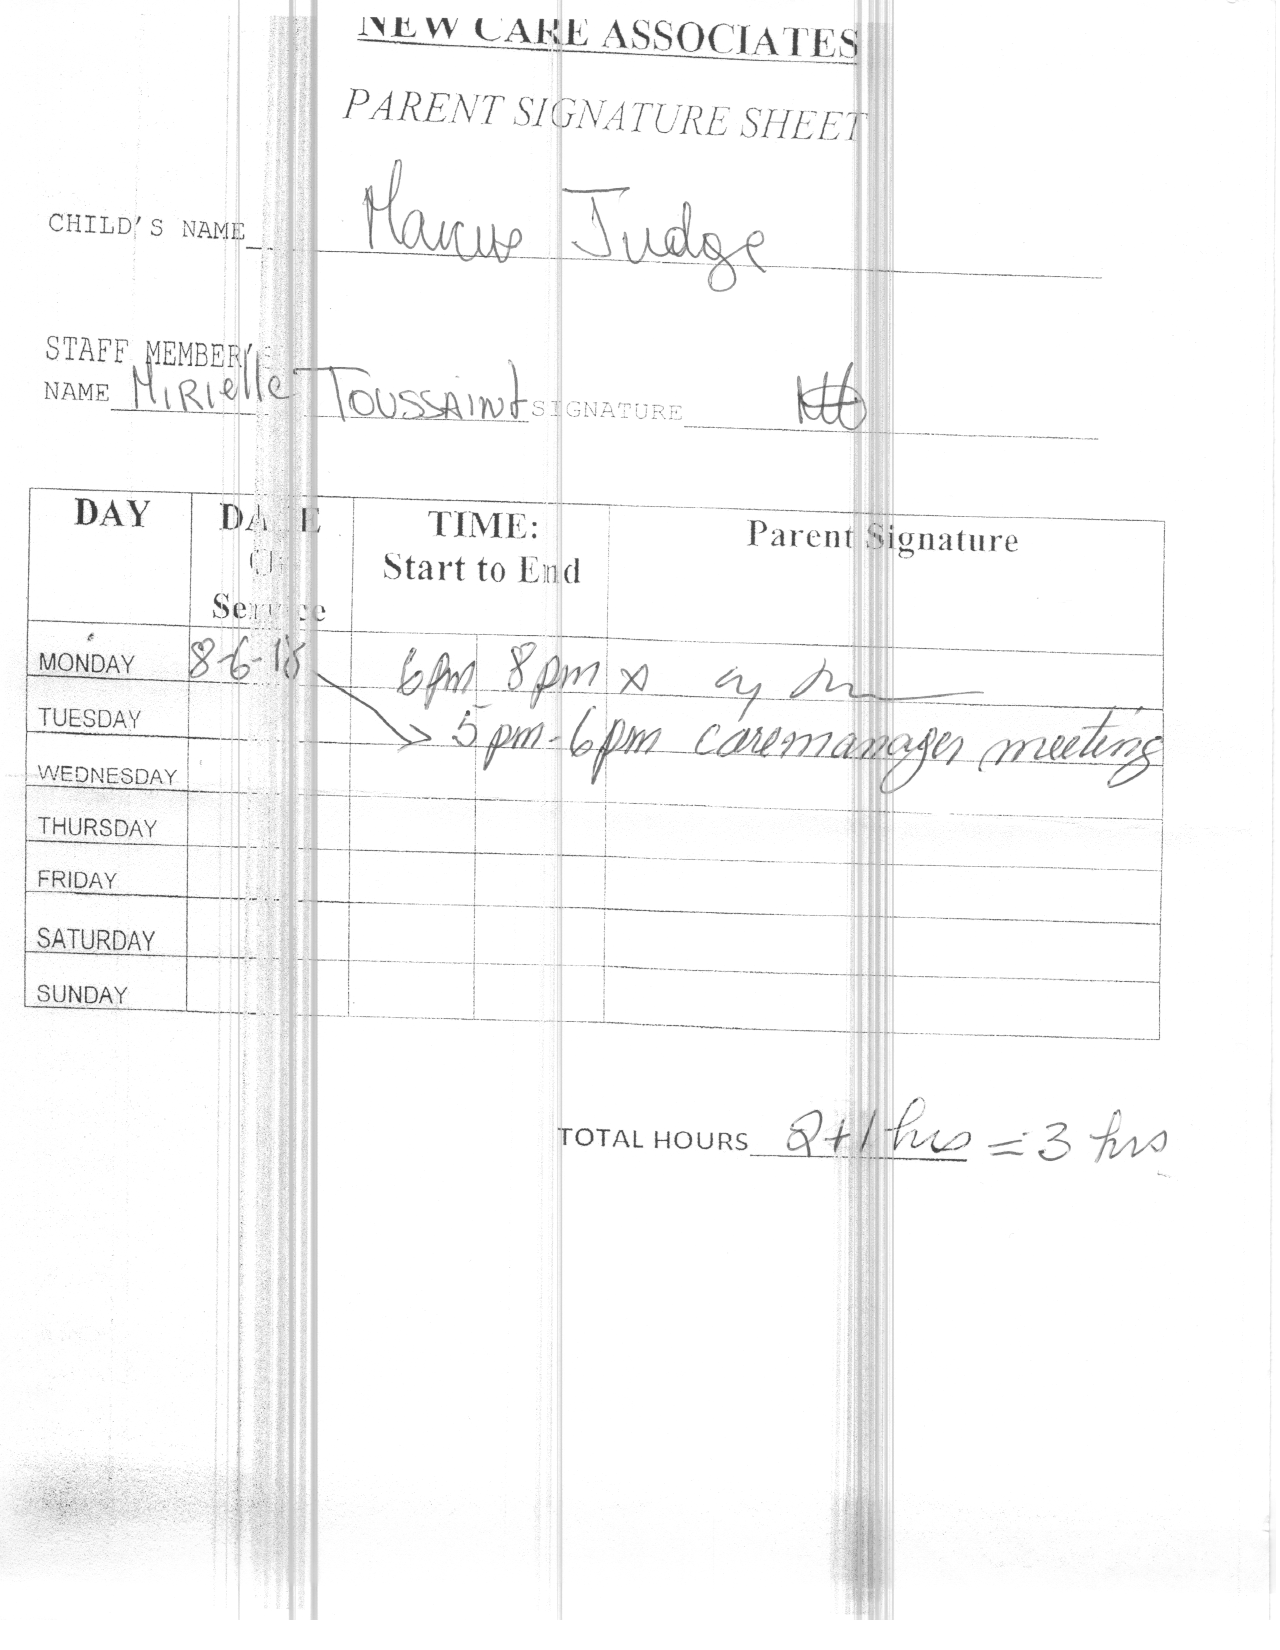 NEW CARE ASSOCIATES
PARENT SIGNATURE SHEET
CHILD'S NAME Marcus Judge
STAFF MEMBER'S
NAME MIRIelle TOUSSAINt SIGNATURE
DAY DATE TIME: Parent Signature
Of Start to End
Service
MONDAY 8-6-18 6pm 8pm x
TUESDAY > 5pm-6pm caremanager meeting
WEDNESDAY
THURSDAY
FRIDAY
SATURDAY
SUNDAY
TOTAL HOURS 2+1 hrs = 3 hrs